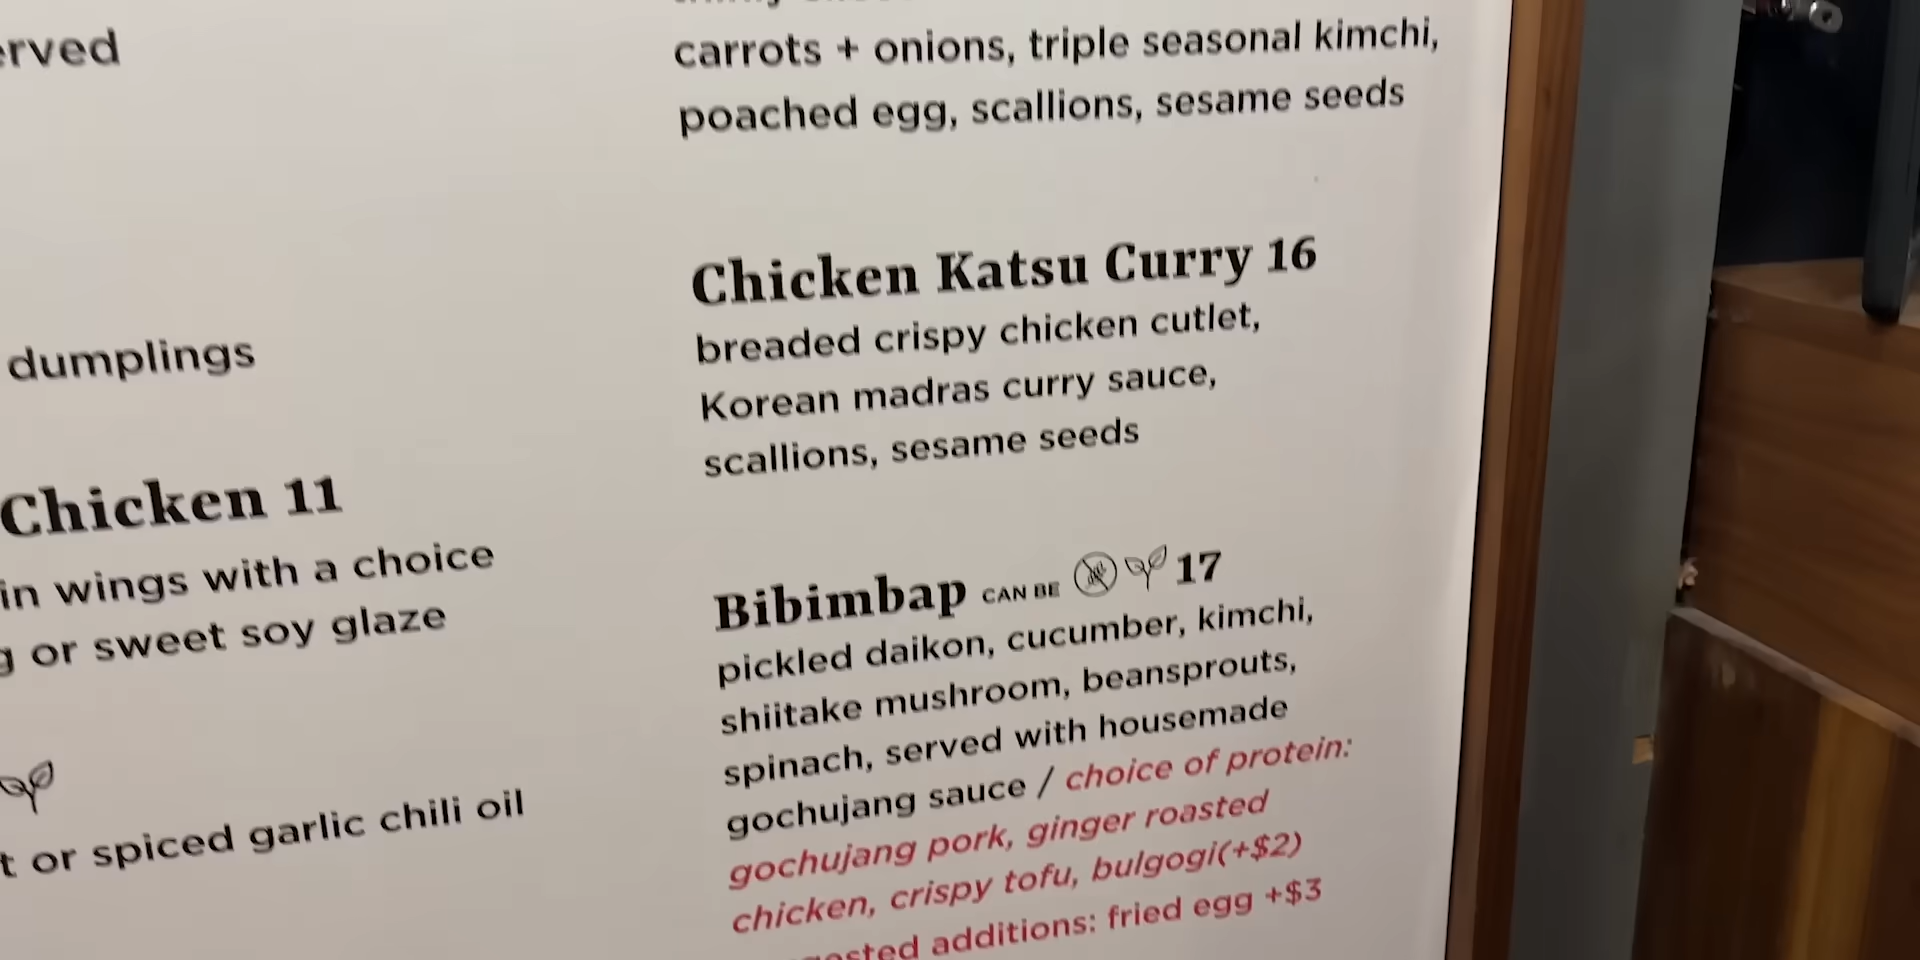 erved
dumplings
Chicken 11
in wings with a choice
g or sweet soy glaze
t or spiced garlic chili oil
carrots + onions, triple seasonal kimchi,
poached egg, scallions, sesame seeds
Chicken Katsu Curry 16
breaded crispy chicken cutlet,
Korean madras curry sauce,
scallions, sesame seeds
Bibimbap CAN BE 17
pickled daikon, cucumber, kimchi,
shiitake mushroom, beansprouts,
spinach, served with housemade
gochujang sauce / choice of protein:
gochujang pork, ginger roasted
chicken, crispy tofu, bulgogi(+$2)
ested additions: fried egg +$3